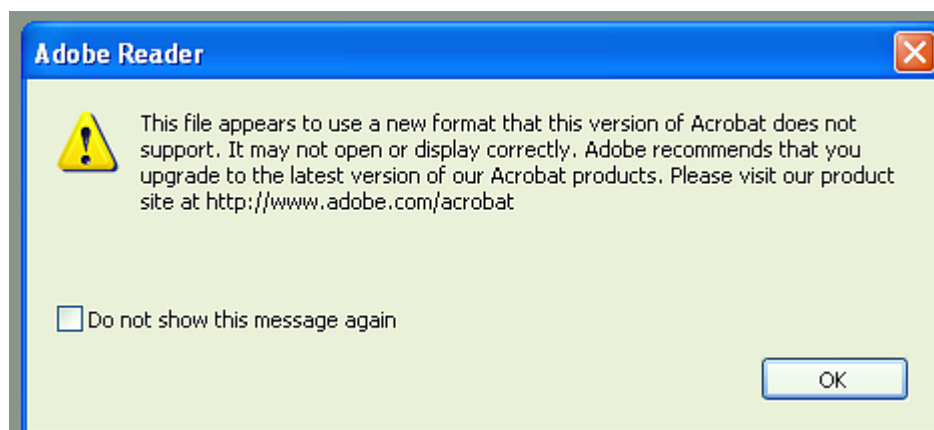 Adobe Reader
This file appears to use a new format that this version of Acrobat does not
support. It may not open or display correctly. Adobe recommends that you
upgrade to the latest version of our Acrobat products. Please visit our product
site at http://www.adobe.com/acrobat
Do not show this message again
OK